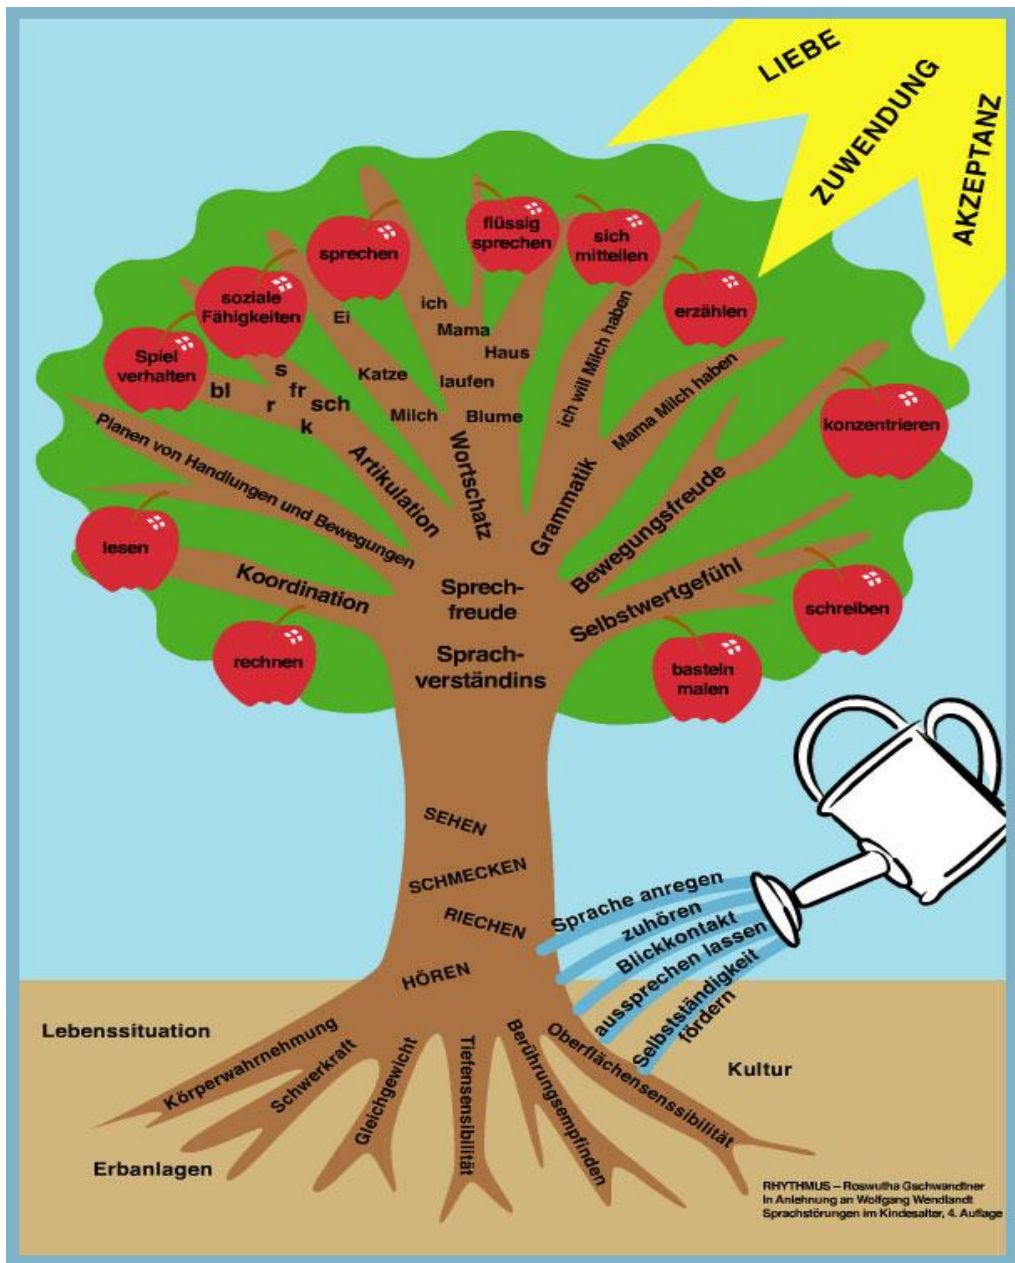 LIEBE
ZUWENDUNG
AKZEPTANZ
flüssig
sprechen
sich
mitteilen
sprechen
soziale
Fähigkeiten
erzählen
Spiel
verhalten
konzentrieren
lesen
schreiben
rechnen
basteln
malen
ich
Ei
Mama
Haus
Katze
laufen
Milch
Blume
s
bl
fr
r
sch
k
ich will Milch haben
Mama Milch haben
Planen von Handlungen und Bewegungen
Artikulation
Wortschatz
Grammatik
Bewegungsfreude
Koordination
Selbstwertgefühl
Sprech-
freude
Sprach-
verständins
SEHEN
SCHMECKEN
RIECHEN
HÖREN
Sprache anregen
zuhören
Blickkontakt
aussprechen lassen
Selbstständigkeit
fördern
Lebenssituation
Körperwahrnehmung
Schwerkraft
Gleichgewicht
Tiefensensibilität
Berührungsempfinden
Oberflächensenssibilität
Kultur
Erbanlagen
RHYTHMUS – Roswutha Gschwandtner
In Anlehnung an Wolfgang Wendlandt
Sprachstörungen im Kindesalter, 4. Auflage